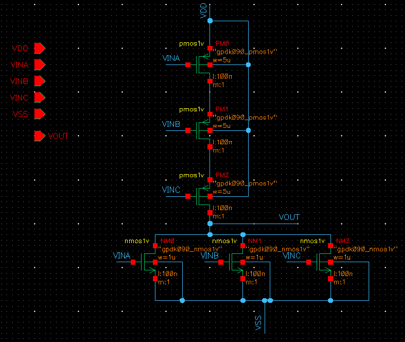 VDD
pmos1v PM0
"gpdk090_pmos1v"
VINA w=5u
l:100n
m:1
VDD
VINA
VINB
VINC
VSS
VOUT
pmos1v PM1
"gpdk090_pmos1v"
VINB w=5u
l:100n
m:1
pmos1v PM2
"gpdk090_pmos1v"
VINC w=5u
l:100n
m:1
VOUT
nmos1v NM0 nmos1v NM1 nmos1v NM2
"gpdk090_nmos1v" "gpdk090_nmos1v" "gpdk090_nmos1v"
VINA w=1u VINB w=1u VINC w=1u
l:100n l:100n l:100n
m:1 m:1 m:1
VSS